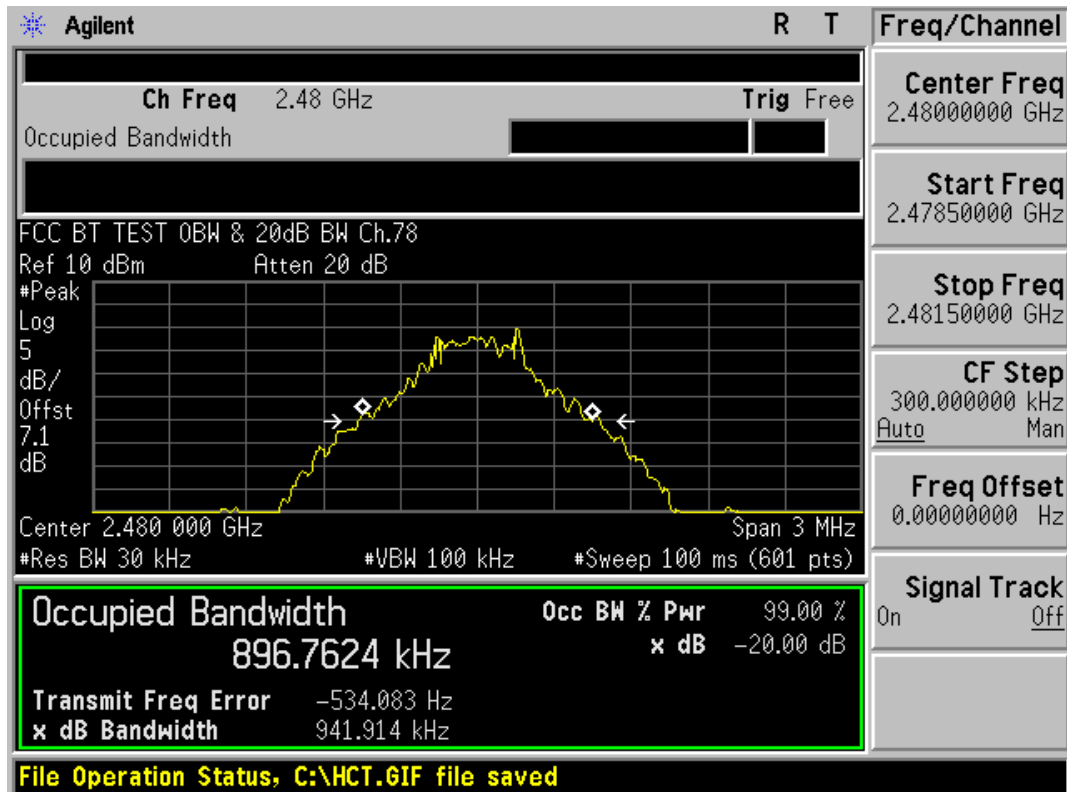 Agilent R T Freq/Channel
Ch Freq 2.48 GHz Trig Free
Occupied Bandwidth
Center Freq
2.48000000 GHz
Start Freq
2.47850000 GHz
Stop Freq
2.48150000 GHz
CF Step
300.000000 kHz
Auto Man
Freq Offset
0.00000000 Hz
Signal Track
On Off
FCC BT TEST OBW & 20dB BW Ch.78
Ref 10 dBm Atten 20 dB
#Peak
Log
5
dB/
Offst
7.1
dB
Center 2.480 000 GHz Span 3 MHz
#Res BW 30 kHz #VBW 100 kHz #Sweep 100 ms (601 pts)
Occupied Bandwidth Occ BW % Pwr 99.00 %
896.7624 kHz x dB -20.00 dB
Transmit Freq Error -534.083 Hz
x dB Bandwidth 941.914 kHz
File Operation Status, C:\HCT.GIF file saved